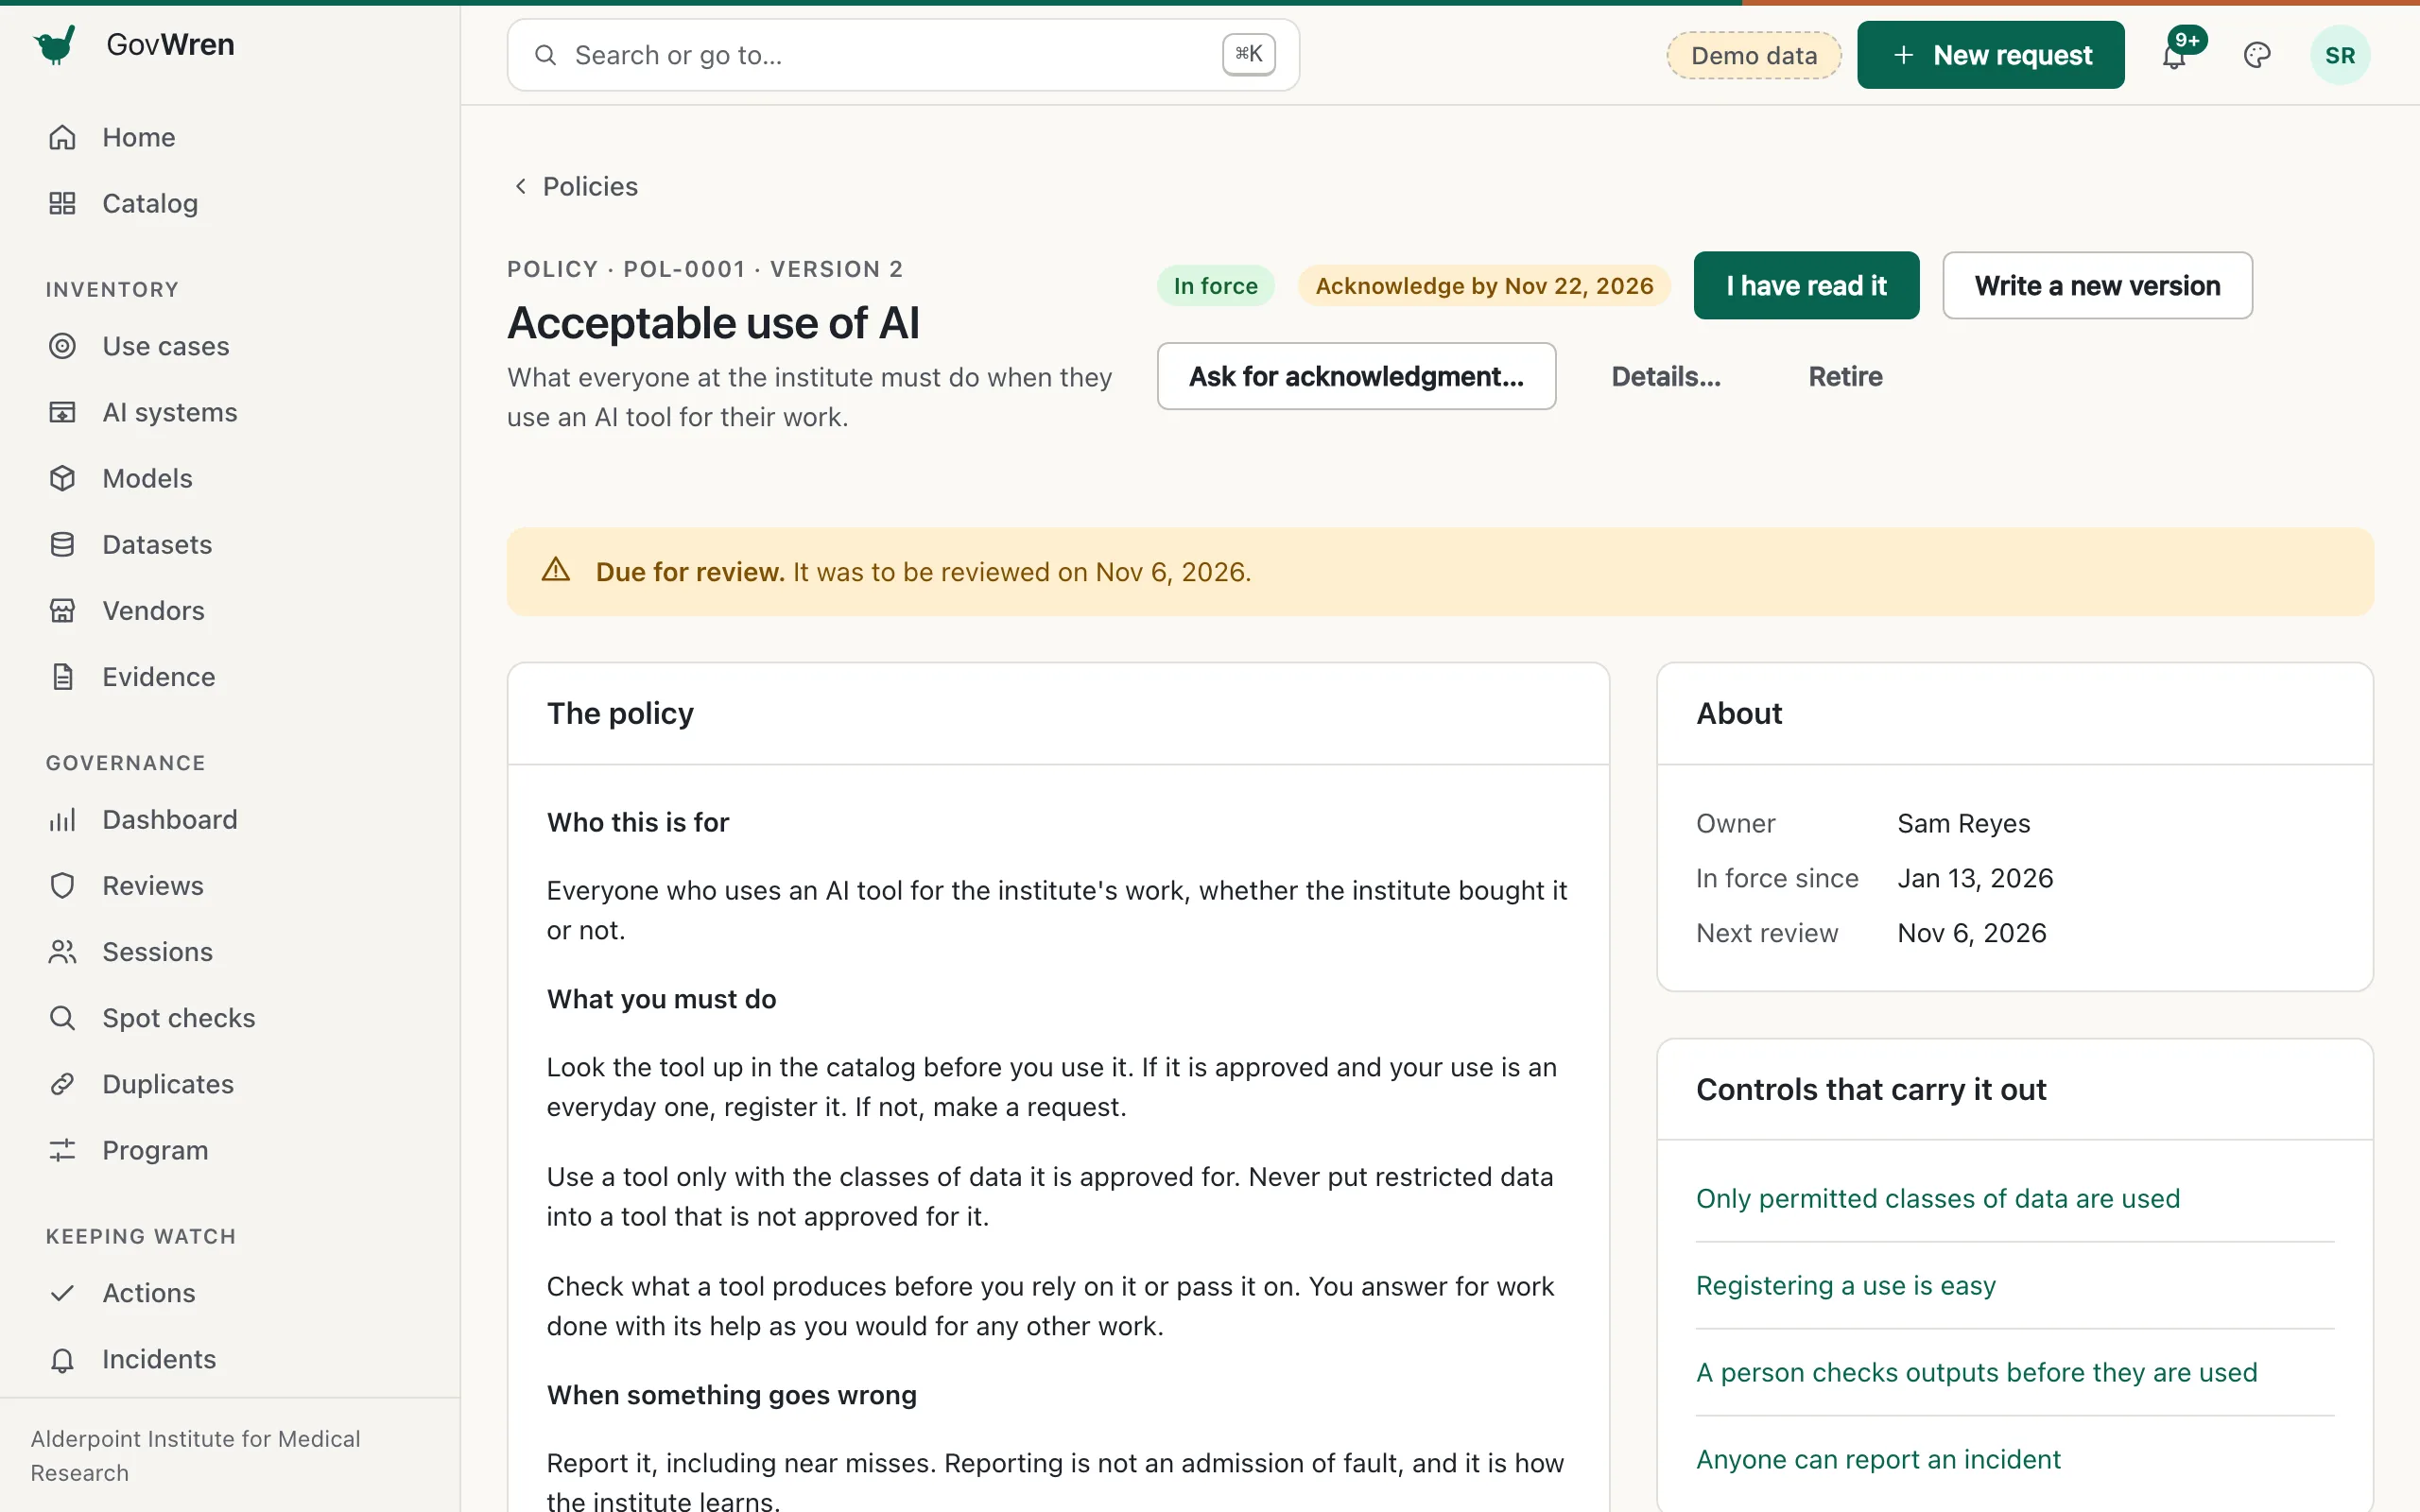 GovWren
Search or go to...
⌘K
Demo data
+ New request
9+
SR
Home
Catalog
INVENTORY
Use cases
AI systems
Models
Datasets
Vendors
Evidence
GOVERNANCE
Dashboard
Reviews
Sessions
Spot checks
Duplicates
Program
KEEPING WATCH
Actions
Incidents
Alderpoint Institute for Medical
Research
Policies
POLICY · POL-0001 · VERSION 2
Acceptable use of AI
What everyone at the institute must do when they
use an AI tool for their work.
In force
Acknowledge by Nov 22, 2026
I have read it
Write a new version
Ask for acknowledgment...
Details...
Retire
Due for review. It was to be reviewed on Nov 6, 2026.
The policy
Who this is for
Everyone who uses an AI tool for the institute's work, whether the institute bought it
or not.
What you must do
Look the tool up in the catalog before you use it. If it is approved and your use is an
everyday one, register it. If not, make a request.
Use a tool only with the classes of data it is approved for. Never put restricted data
into a tool that is not approved for it.
Check what a tool produces before you rely on it or pass it on. You answer for work
done with its help as you would for any other work.
When something goes wrong
Report it, including near misses. Reporting is not an admission of fault, and it is how
the institute learns.
About
Owner Sam Reyes
In force since Jan 13, 2026
Next review Nov 6, 2026
Controls that carry it out
Only permitted classes of data are used
Registering a use is easy
A person checks outputs before they are used
Anyone can report an incident